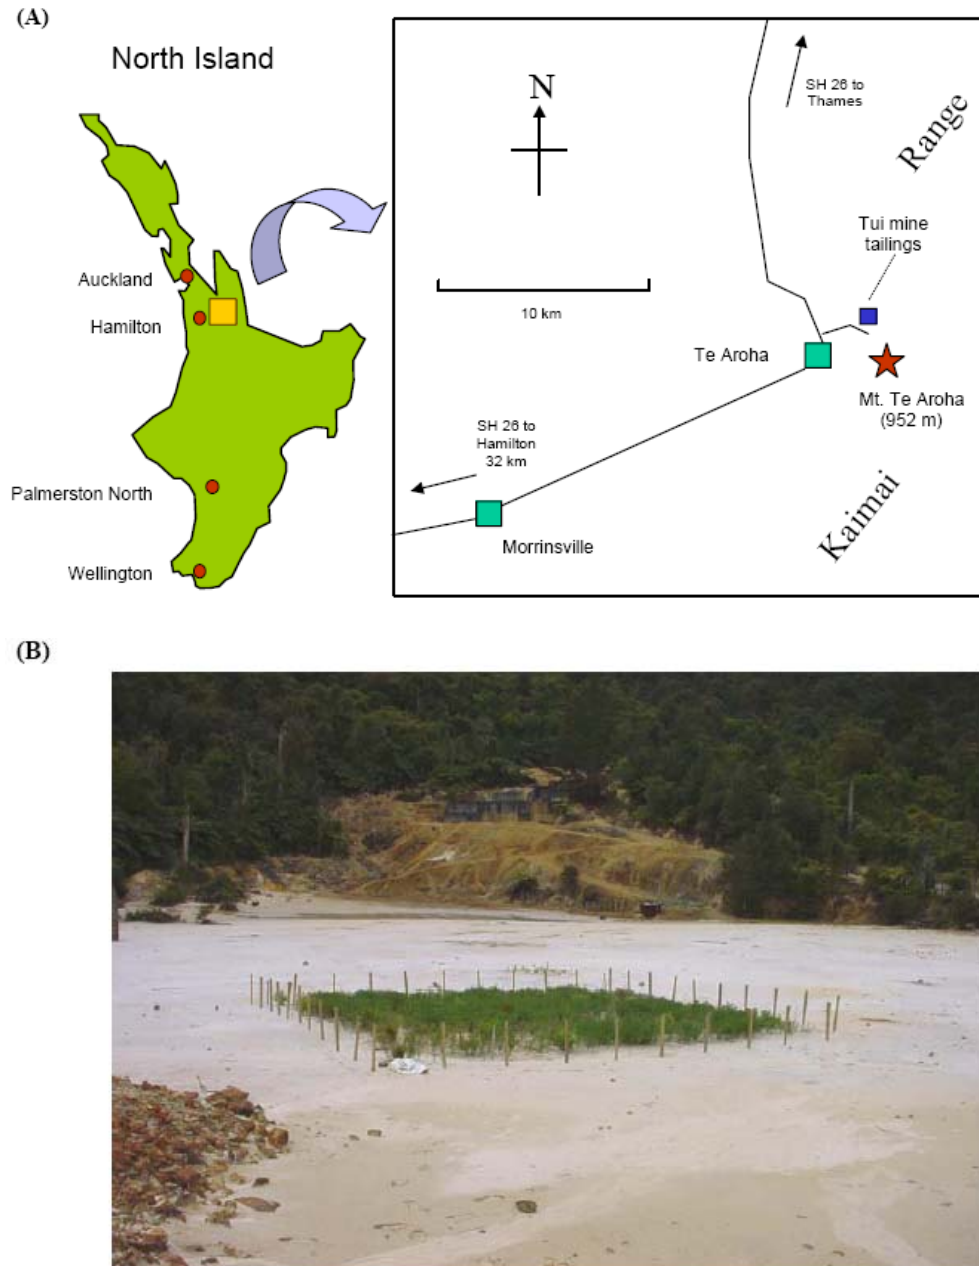 (A)
North Island
Auckland
Hamilton
Palmerston North
Wellington
N
SH 26 to
Thames
Range
Tui mine
tailings
10 km
Te Aroha
Mt. Te Aroha
(952 m)
SH 26 to
Hamilton
32 km
Kaimai
Morrinsville
(B)